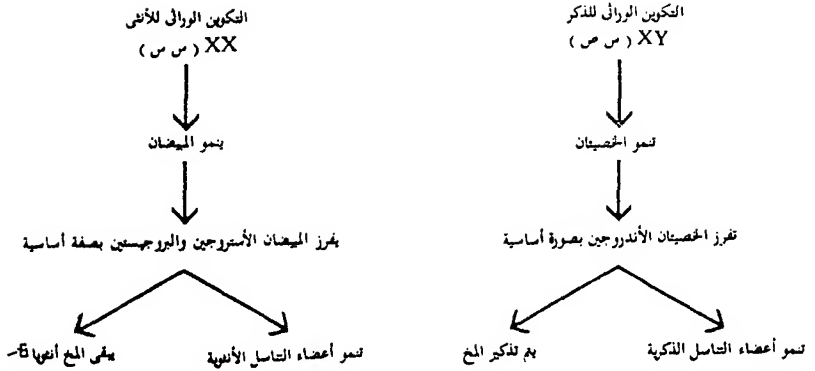 التكوين الوراثى للذكر
XY ( س ص )
تنمو الخصيتان
تفرز الخصيتان الأندروجين بصورة أساسية
تنمو أعضاء التناسل الذكرية
يتم تذكير المخ
التكوين الوراثى للأنثى
XX ( س س )
ينمو المبيضان
يفرز المبيضان الأستروجين والبروجيستين بصفة أساسية
تنمو أعضاء التناسل الأنثوية
يبقى المخ أنثويا